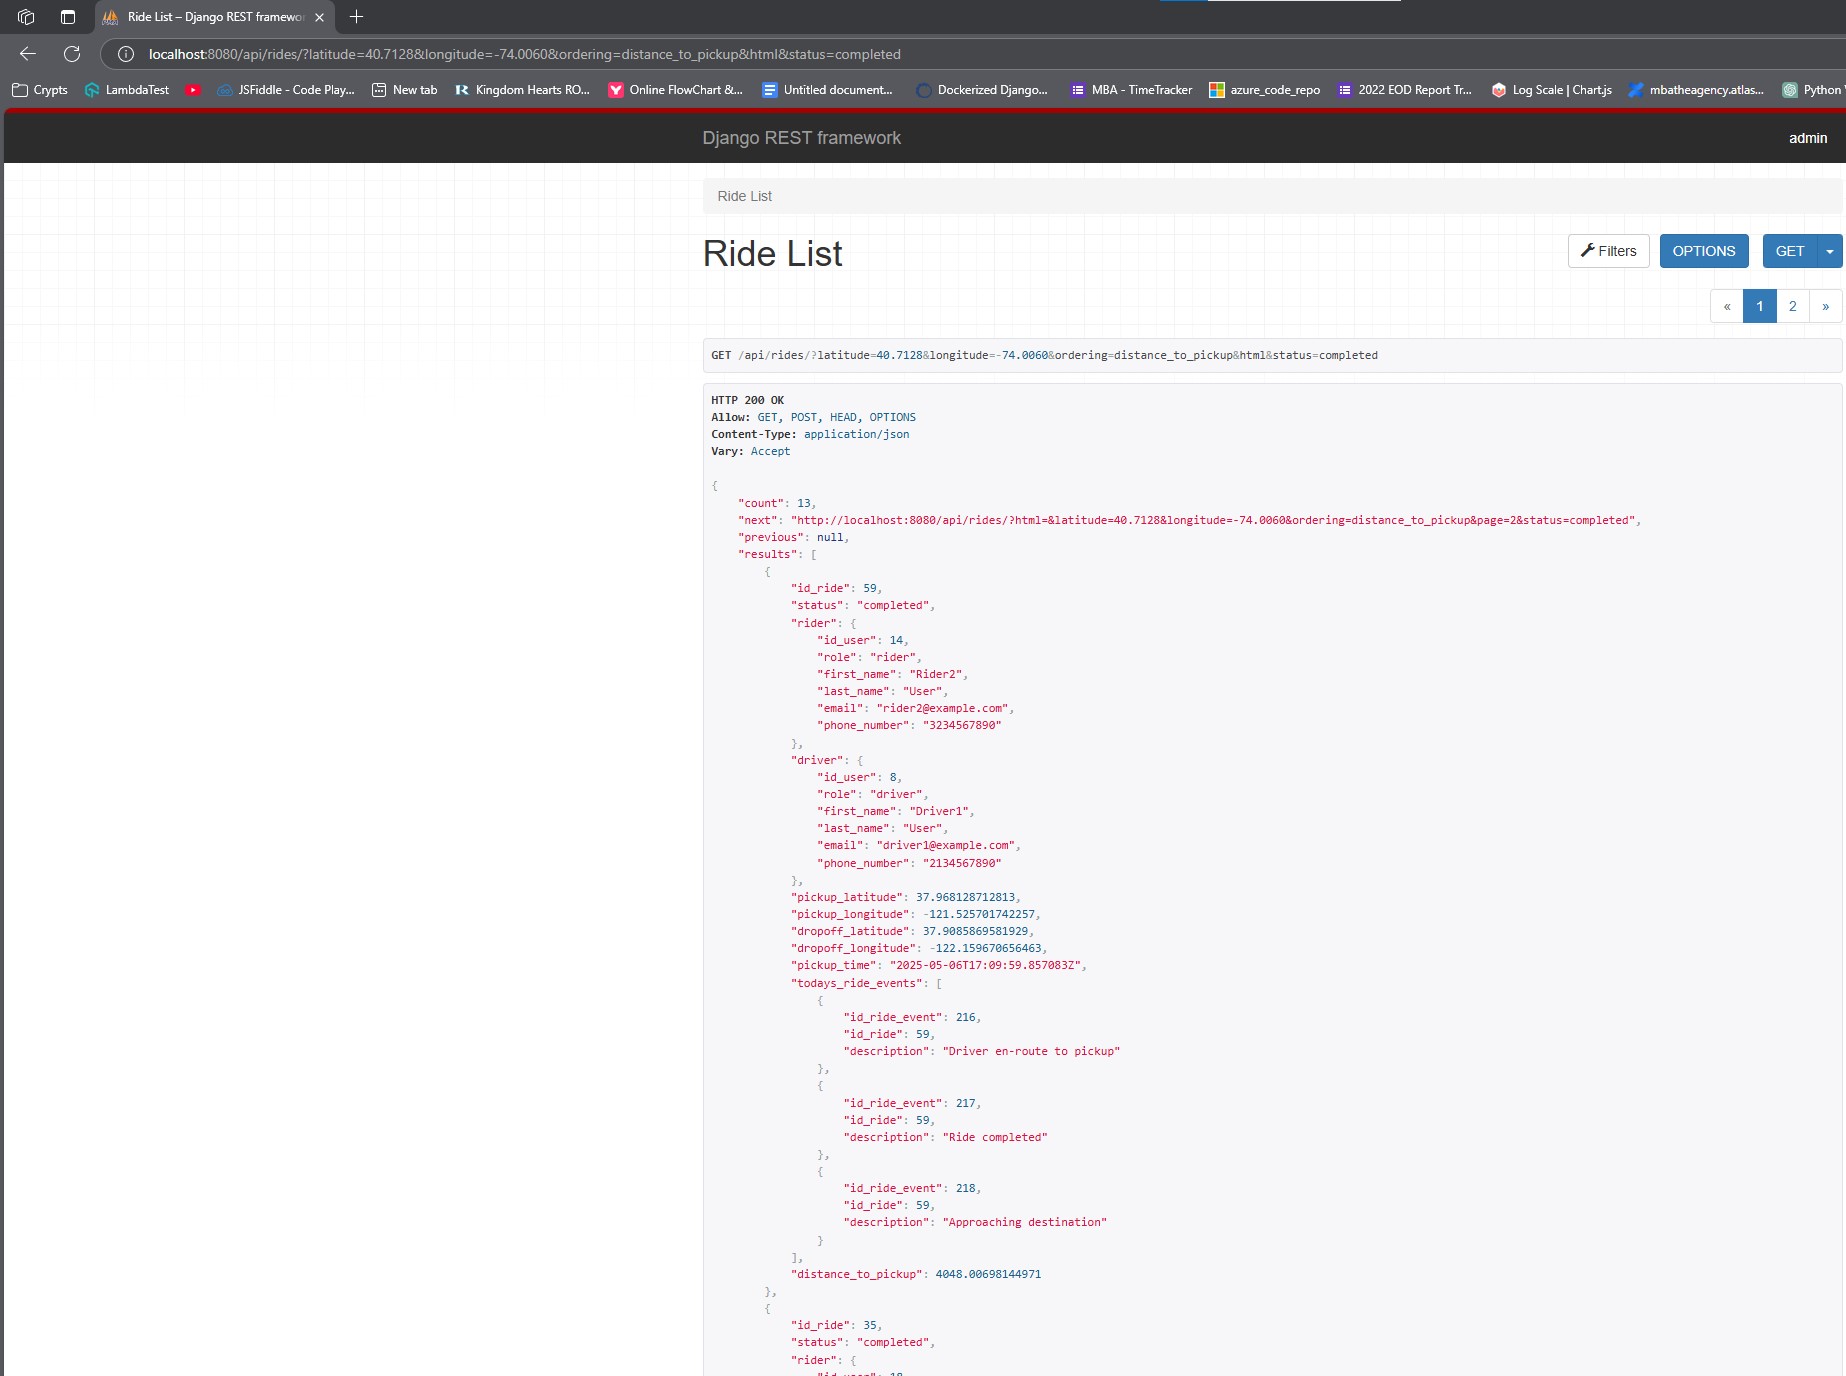 Ride List – Django REST framewor
localhost:8080/api/rides/?latitude=40.7128&longitude=-74.0060&ordering=distance_to_pickup&html&status=completed
Crypts LambdaTest JSFiddle - Code Play... New tab Kingdom Hearts RO... Online FlowChart &... Untitled document... Dockerized Django... MBA - TimeTracker azure_code_repo 2022 EOD Report Tr... Log Scale | Chart.js mbatheagency.atlas... Python
Django REST framework admin
Ride List
Ride List Filters OPTIONS GET
« 1 2 »
GET /api/rides/?latitude=40.7128&longitude=-74.0060&ordering=distance_to_pickup&html&status=completed
HTTP 200 OK
Allow: GET, POST, HEAD, OPTIONS
Content-Type: application/json
Vary: Accept
{
"count": 13,
"next": "http://localhost:8080/api/rides/?html=&latitude=40.7128&longitude=-74.0060&ordering=distance_to_pickup&page=2&status=completed",
"previous": null,
"results": [
{
"id_ride": 59,
"status": "completed",
"rider": {
"id_user": 14,
"role": "rider",
"first_name": "Rider2",
"last_name": "User",
"email": "rider2@example.com",
"phone_number": "3234567890"
},
"driver": {
"id_user": 8,
"role": "driver",
"first_name": "Driver1",
"last_name": "User",
"email": "driver1@example.com",
"phone_number": "2134567890"
},
"pickup_latitude": 37.968128712813,
"pickup_longitude": -121.525701742257,
"dropoff_latitude": 37.9085869581929,
"dropoff_longitude": -122.159670656463,
"pickup_time": "2025-05-06T17:09:59.857083Z",
"todays_ride_events": [
{
"id_ride_event": 216,
"id_ride": 59,
"description": "Driver en-route to pickup"
},
{
"id_ride_event": 217,
"id_ride": 59,
"description": "Ride completed"
},
{
"id_ride_event": 218,
"id_ride": 59,
"description": "Approaching destination"
}
],
"distance_to_pickup": 4048.00698144971
},
{
"id_ride": 35,
"status": "completed",
"rider": {